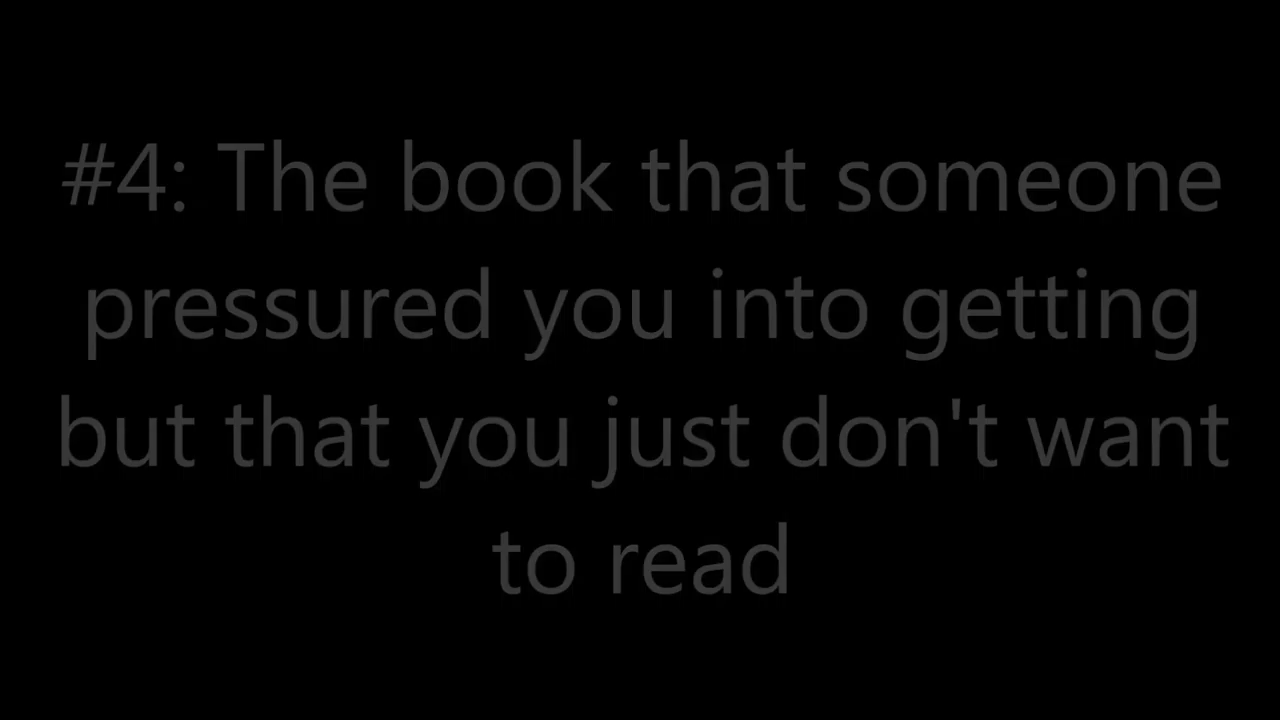 #4: The book that someone
pressured you into getting
but that you just don't want
to read